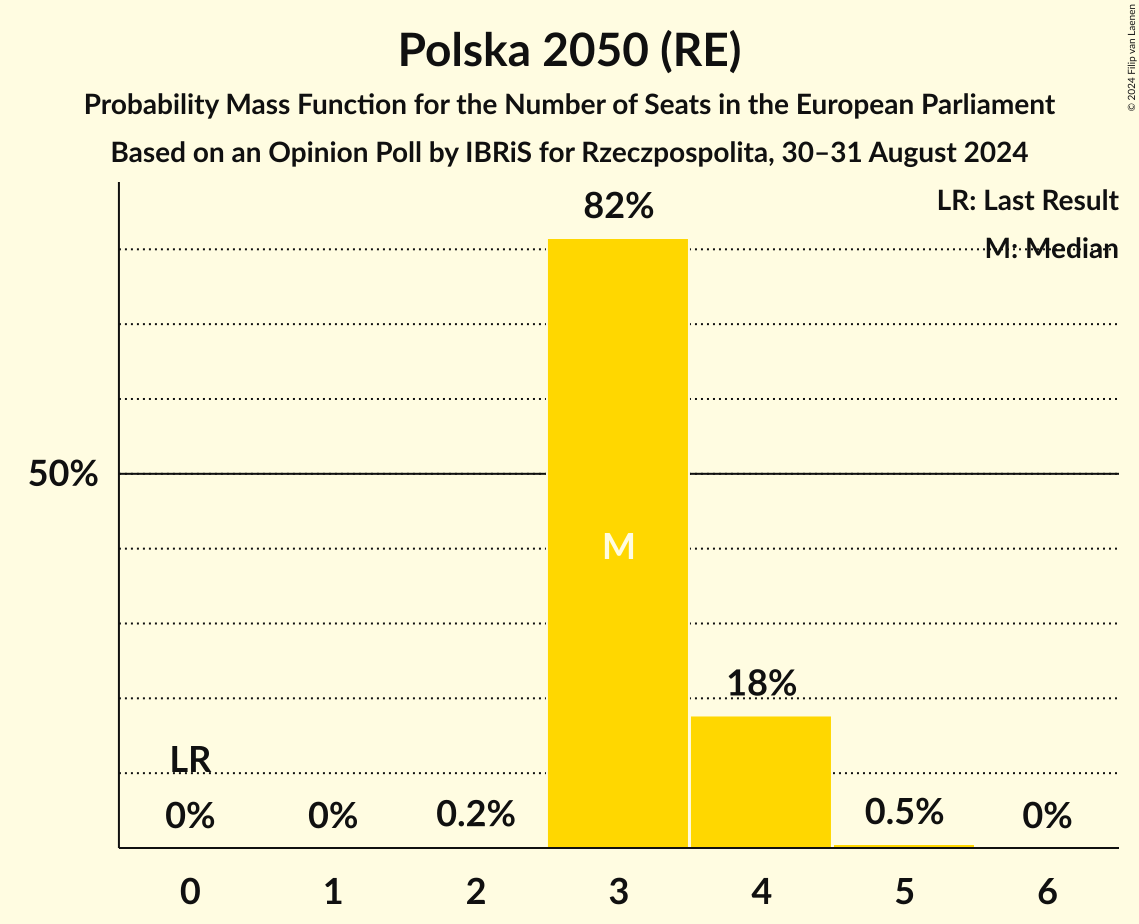 Polska 2050 (RE)
Probability Mass Function for the Number of Seats in the European Parliament
Based on an Opinion Poll by IBRiS for Rzeczpospolita, 30–31 August 2024
© 2024 Filip van Laenen
LR: Last Result
M: Median
82%
50%
M
18%
LR
0%
0%
0.2%
0.5%
0%
0
1
2
3
4
5
6